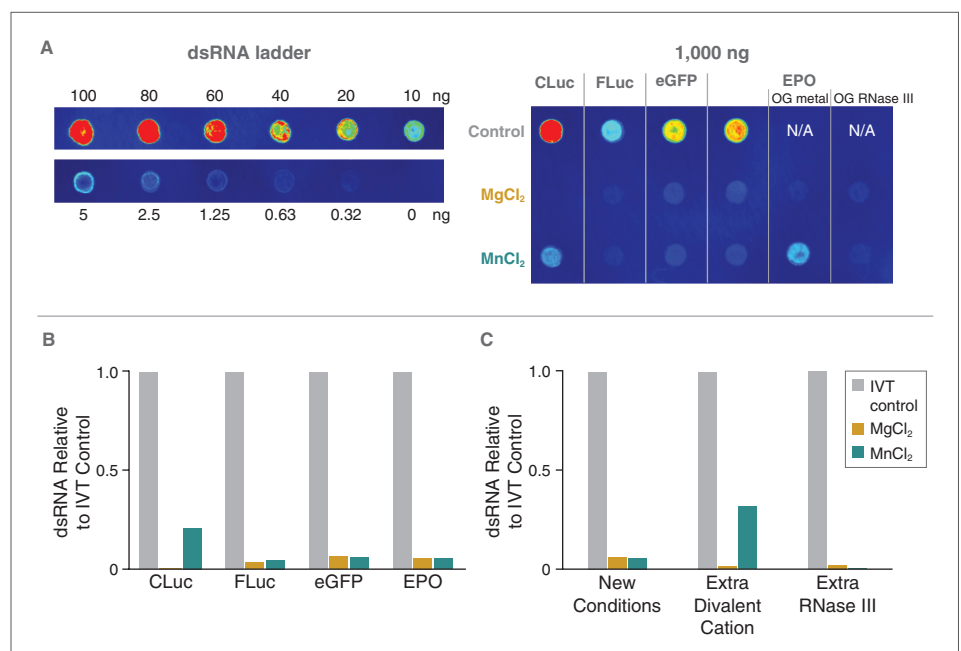 A
dsRNA ladder
100 80 60 40 20 10 ng
5 2.5 1.25 0.63 0.32 0 ng
1,000 ng
CLuc FLuc eGFP EPO
OG metal OG RNase III
Control N/A N/A
MgCl₂
MnCl₂
B
dsRNA Relative
to IVT Control
1.0
0.5
0
CLuc FLuc eGFP EPO
C
dsRNA Relative
to IVT Control
1.0
0.5
0
New
Conditions
Extra
Divalent
Cation
Extra
RNase III
IVT
control
MgCl₂
MnCl₂